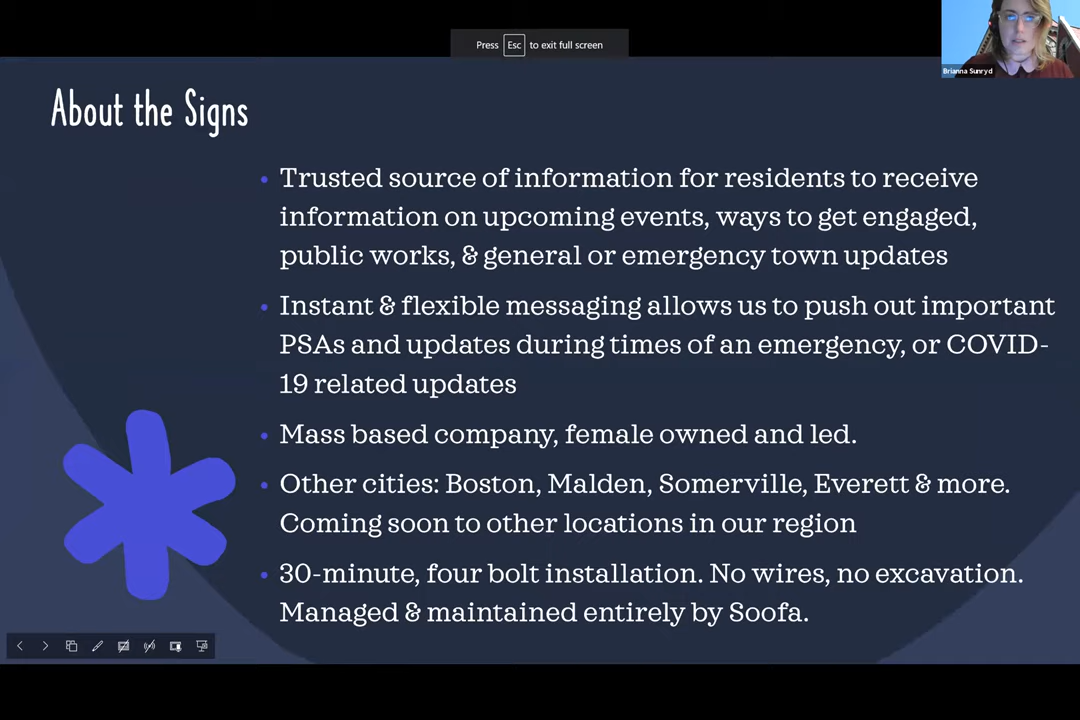 Press Esc to exit full screen
Brianna Sunryd
About the Signs
• Trusted source of information for residents to receive
information on upcoming events, ways to get engaged,
public works, & general or emergency town updates
• Instant & flexible messaging allows us to push out important
PSAs and updates during times of an emergency, or COVID-
19 related updates
• Mass based company, female owned and led.
• Other cities: Boston, Malden, Somerville, Everett & more.
Coming soon to other locations in our region
• 30-minute, four bolt installation. No wires, no excavation.
Managed & maintained entirely by Soofa.